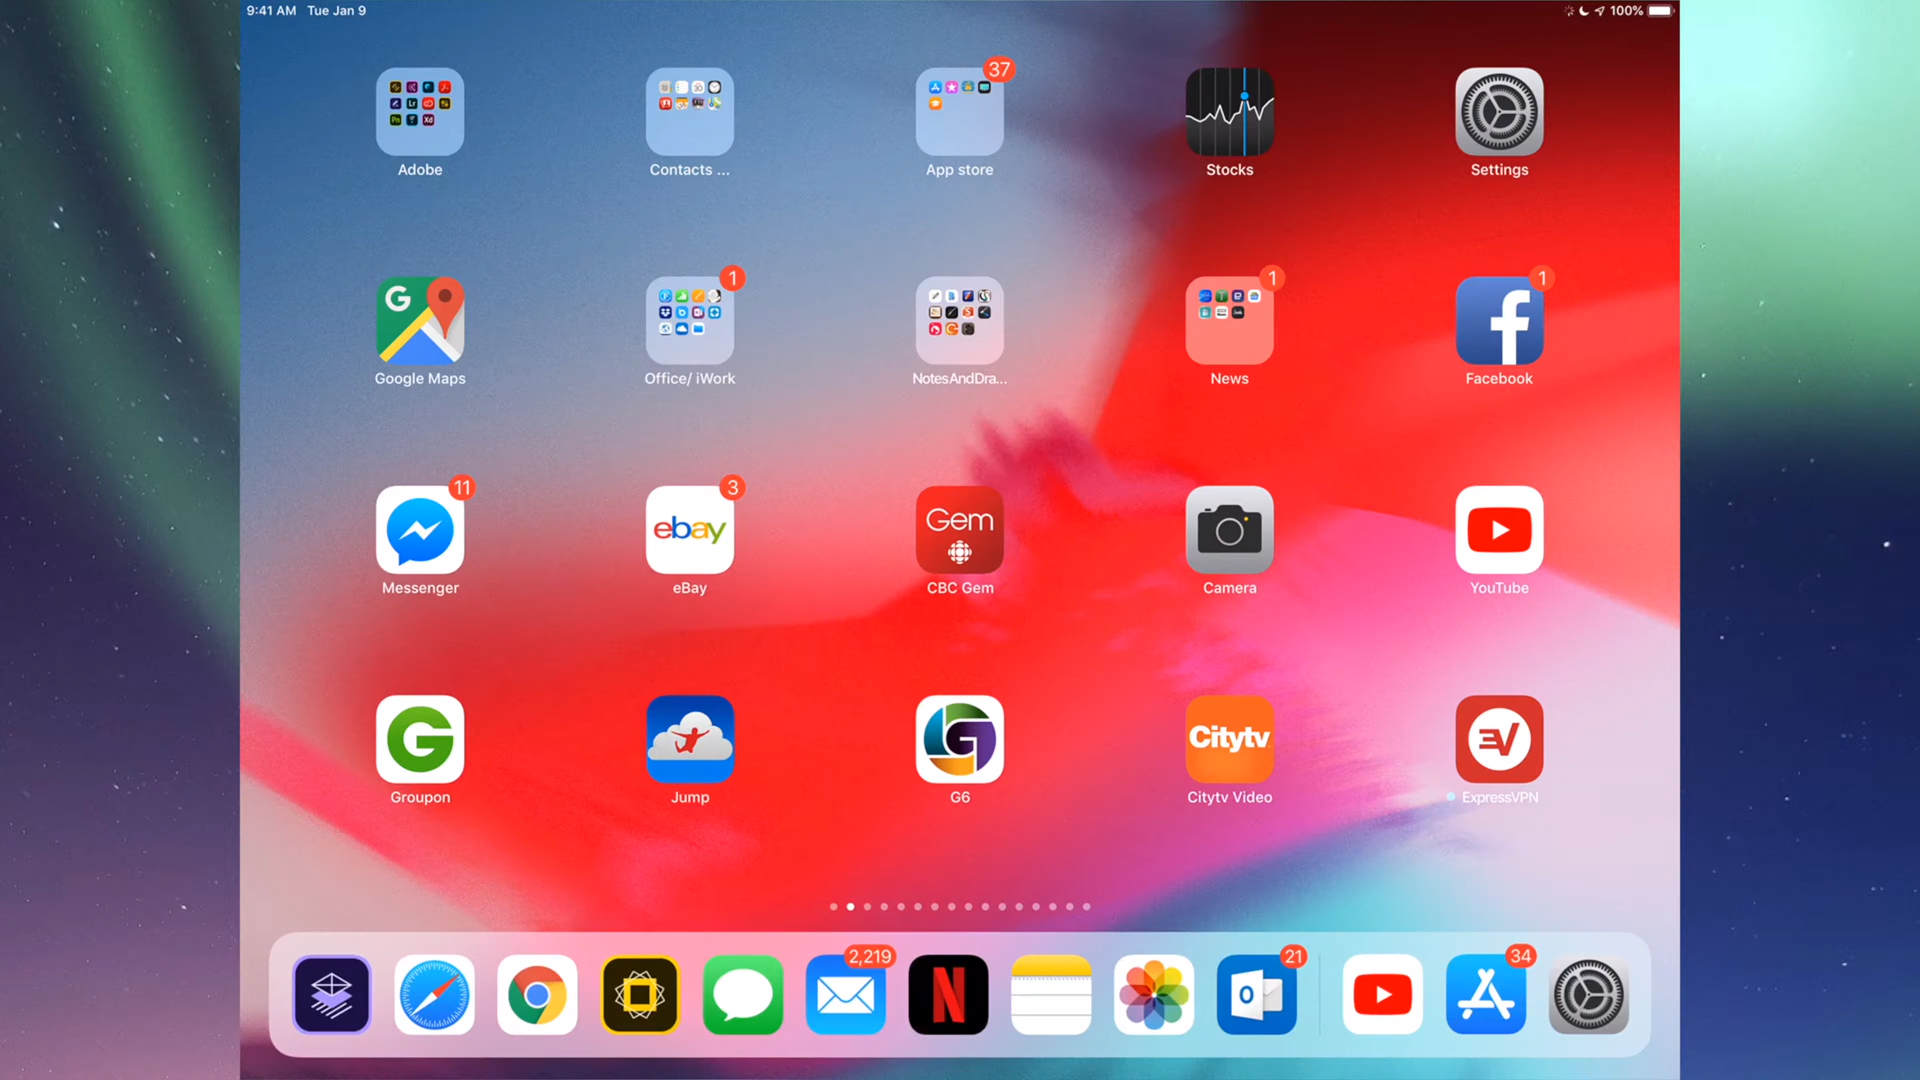 9:41 AM Tue Jan 9
100%
37
Adobe
Contacts ...
App store
Stocks
Settings
1
1
1
G
f
Google Maps
Office/ iWork
NotesAndDra...
News
Facebook
11
3
ebay
Gem
Messenger
eBay
CBC Gem
Camera
YouTube
G
G
Citytv
EV
Groupon
Jump
G6
Citytv Video
ExpressVPN
2,219
21
34
N
O